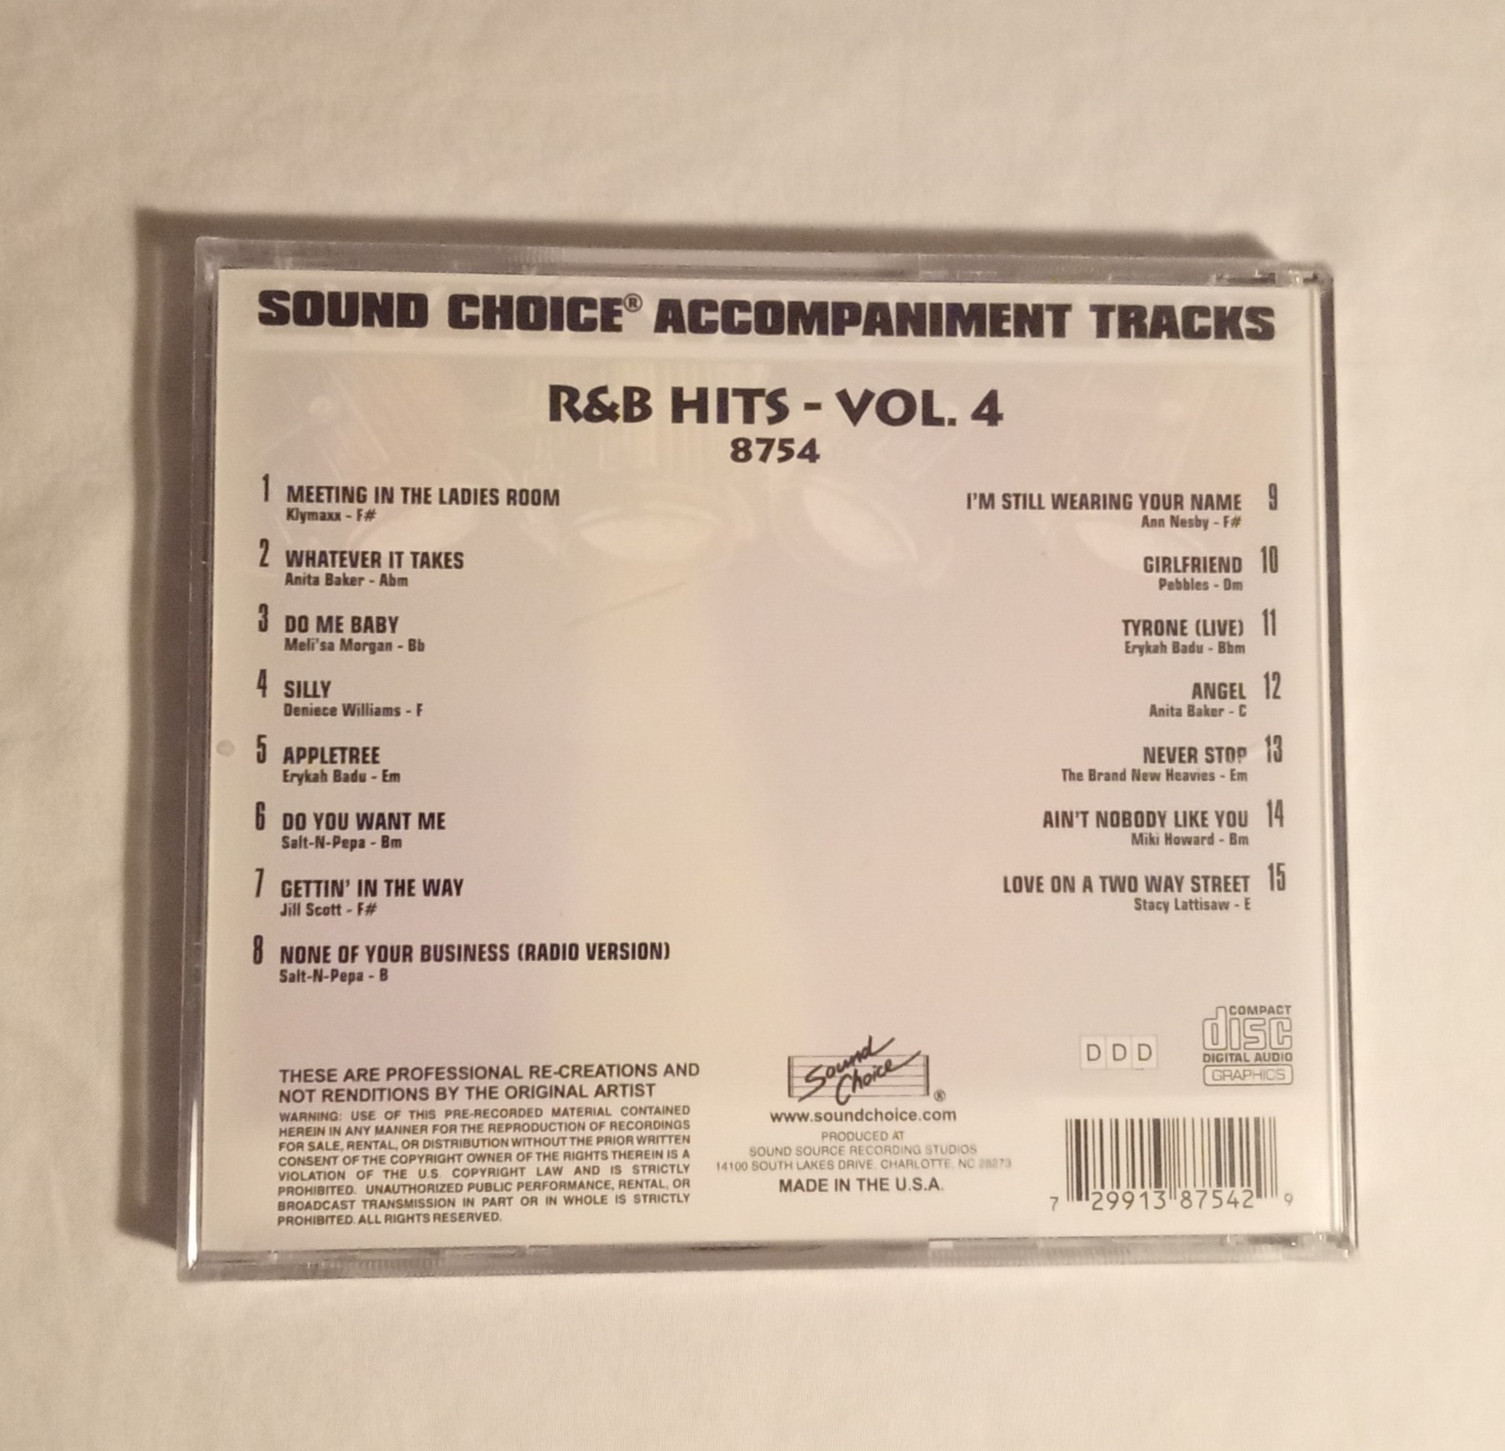 SOUND CHOICE® ACCOMPANIMENT TRACKS
R&B HITS - VOL. 4
8754
1 MEETING IN THE LADIES ROOM
Klymaxx - F#
2 WHATEVER IT TAKES
Anita Baker - Abm
3 DO ME BABY
Meli'sa Morgan - Bb
4 SILLY
Deniece Williams - F
5 APPLETREE
Erykah Badu - Em
6 DO YOU WANT ME
Salt-N-Pepa - Bm
7 GETTIN' IN THE WAY
Jill Scott - F#
8 NONE OF YOUR BUSINESS (RADIO VERSION)
Salt-N-Pepa - B
I'M STILL WEARING YOUR NAME 9
Ann Nesby - F#
GIRLFRIEND 10
Pebbles - Dm
TYRONE (LIVE) 11
Erykah Badu - Bbm
ANGEL 12
Anita Baker - C
NEVER STOP 13
The Brand New Heavies - Em
AIN'T NOBODY LIKE YOU 14
Miki Howard - Bm
LOVE ON A TWO WAY STREET 15
Stacy Lattisaw - E
THESE ARE PROFESSIONAL RE-CREATIONS AND
NOT RENDITIONS BY THE ORIGINAL ARTIST
WARNING: USE OF THIS PRE-RECORDED MATERIAL CONTAINED
HEREIN IN ANY MANNER FOR THE REPRODUCTION OF RECORDINGS
FOR SALE, RENTAL, OR DISTRIBUTION WITHOUT THE PRIOR WRITTEN
CONSENT OF THE COPYRIGHT OWNER OF THE RIGHTS THEREIN IS A
VIOLATION OF THE U.S. COPYRIGHT LAW AND IS STRICTLY
PROHIBITED. UNAUTHORIZED PUBLIC PERFORMANCE, RENTAL, OR
BROADCAST TRANSMISSION IN PART OR IN WHOLE IS STRICTLY
PROHIBITED. ALL RIGHTS RESERVED.
Sound
Choice®
www.soundchoice.com
PRODUCED AT
SOUND SOURCE RECORDING STUDIOS
14100 SOUTH LAKES DRIVE, CHARLOTTE, NC 28273
MADE IN THE U.S.A.
DDD
COMPACT
disc
DIGITAL AUDIO
GRAPHICS
7 29913 87542 9